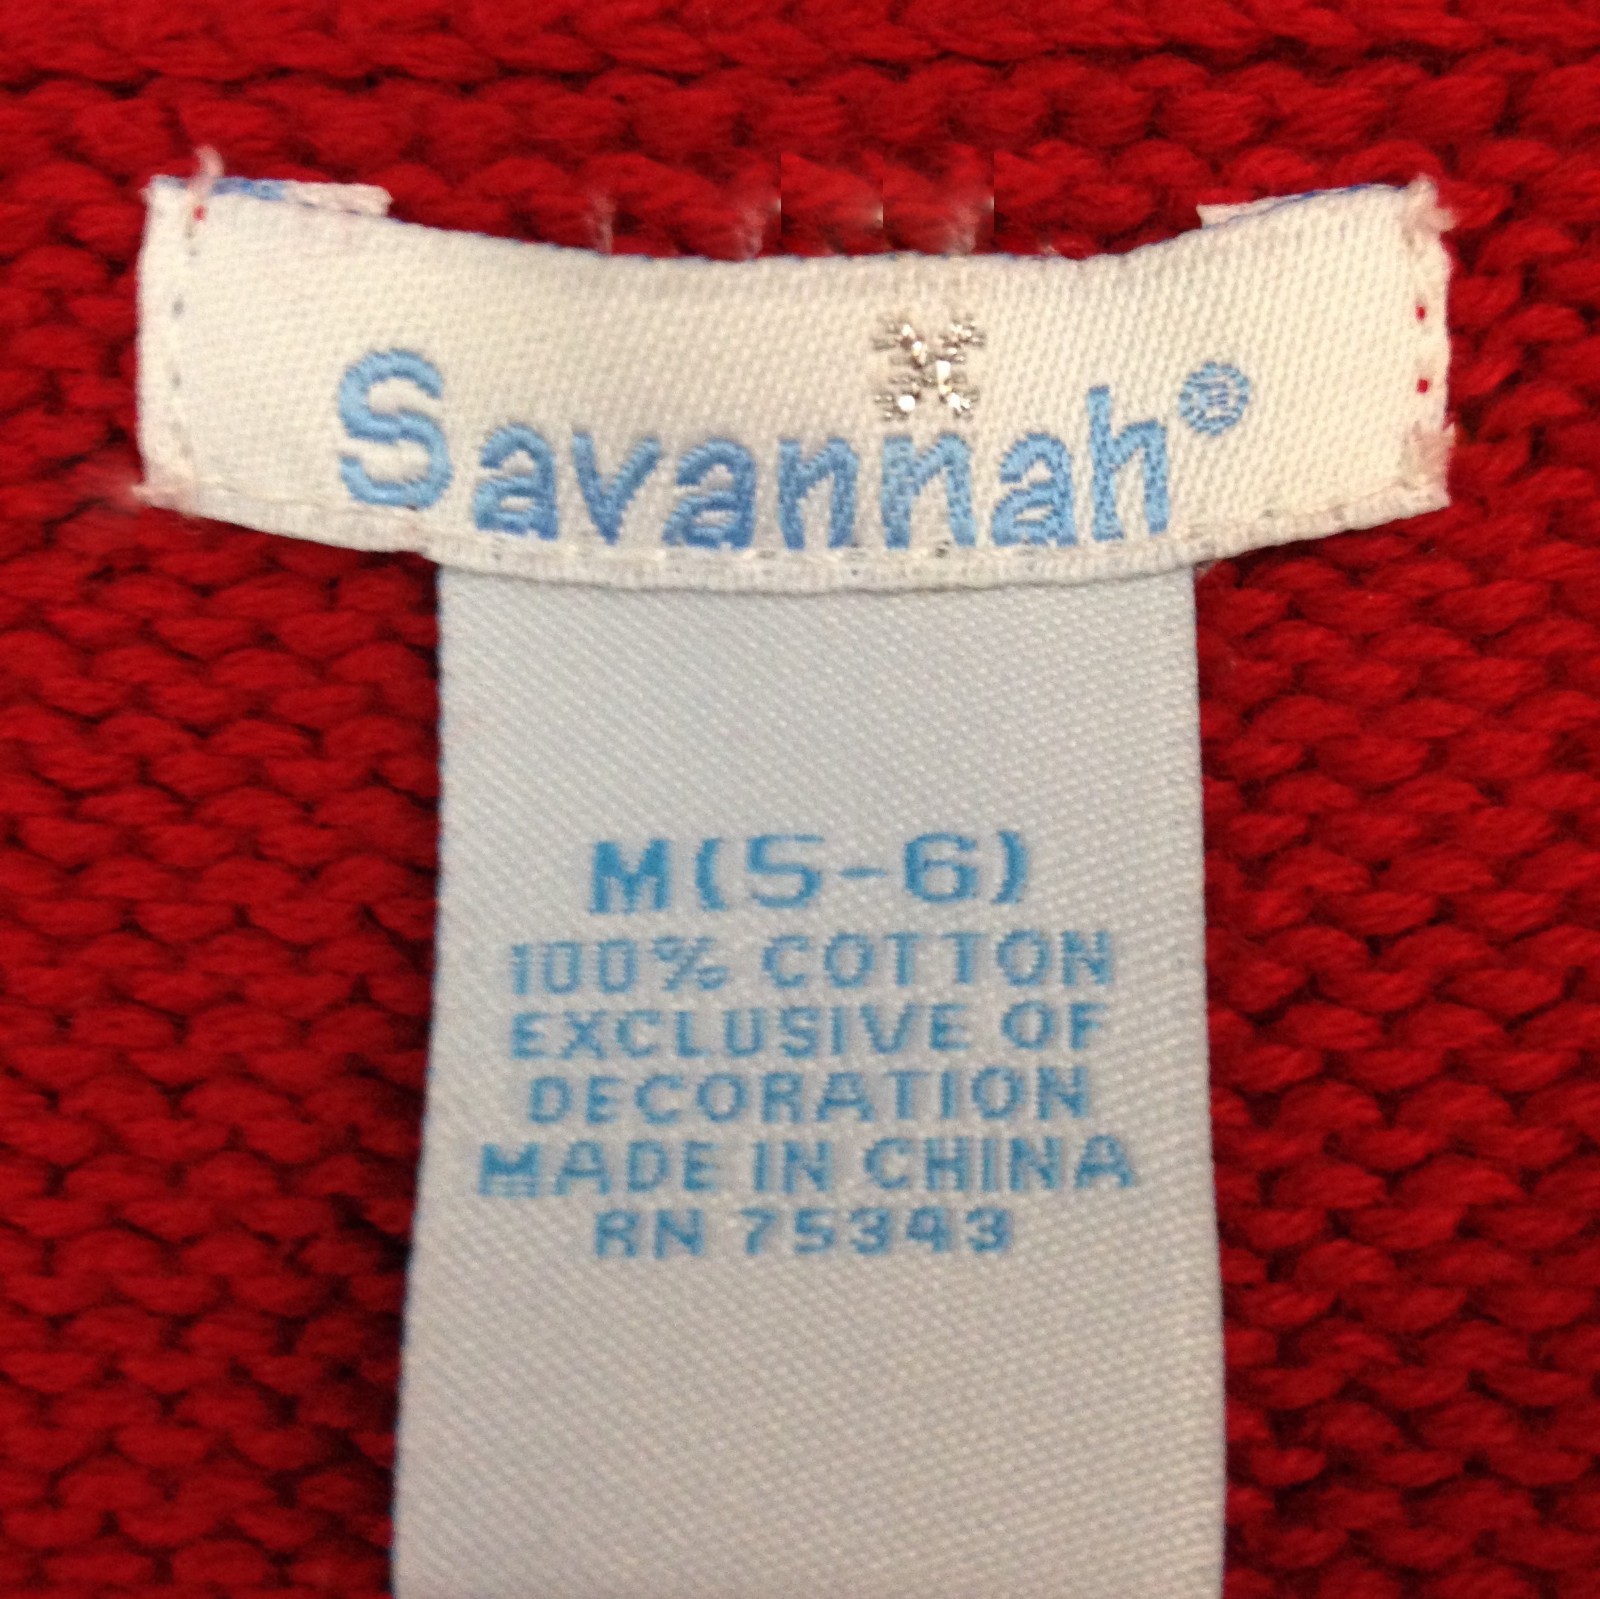 Savannah®
M(5-6)
100% COTTON
EXCLUSIVE OF
DECORATION
MADE IN CHINA
RN 75343